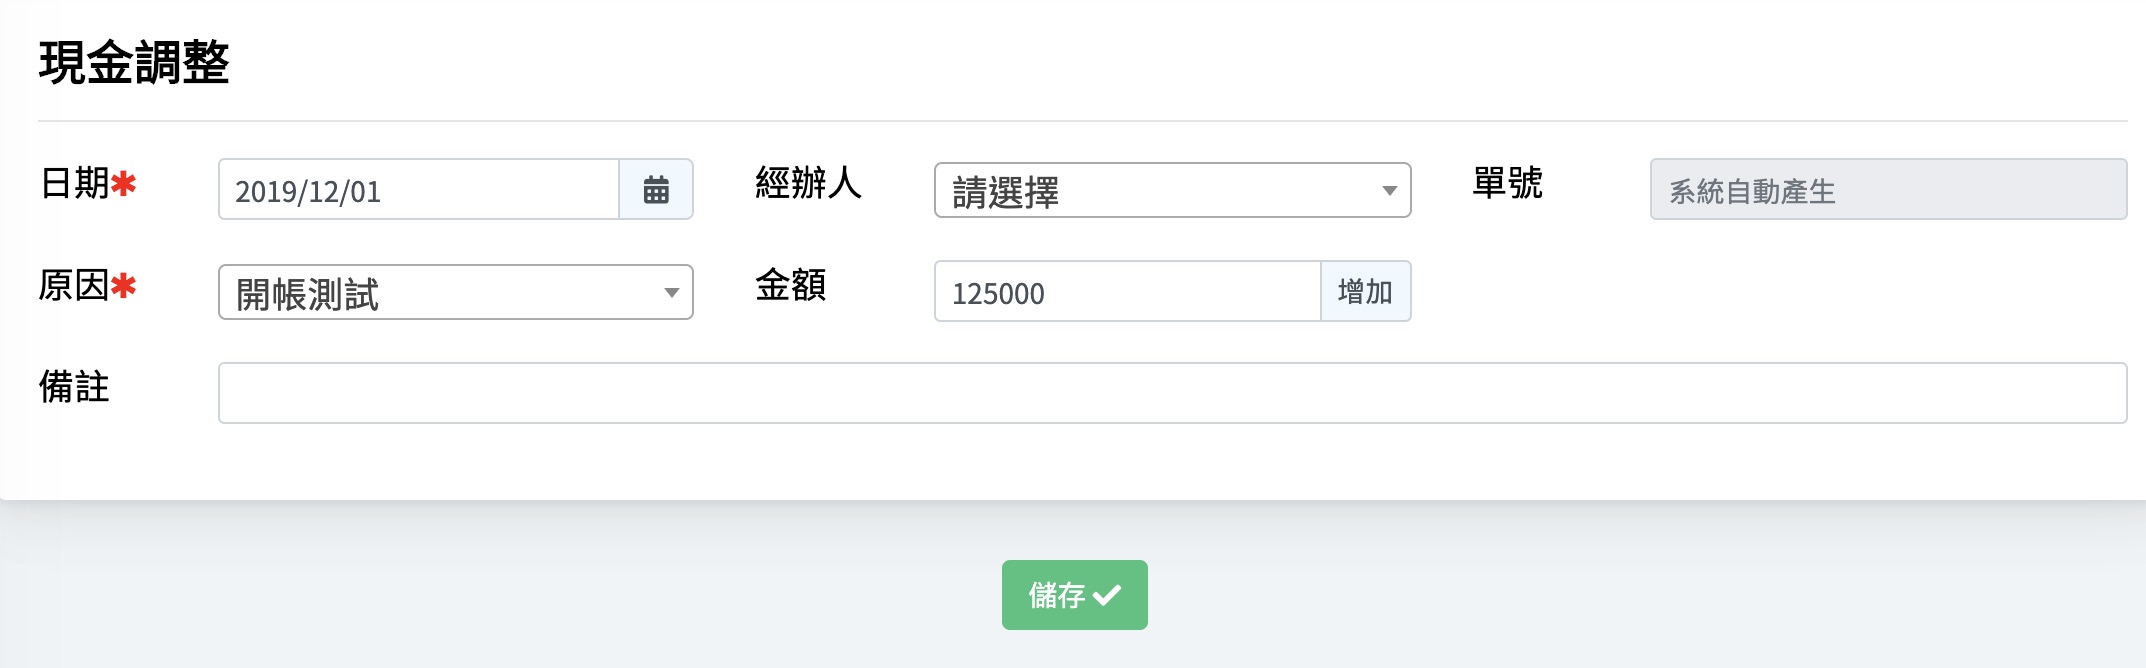 現金調整
日期✱ 2019/12/01 經辦人 請選擇 單號 系統自動產生
原因✱ 開帳測試 金額 125000 增加
備註
儲存